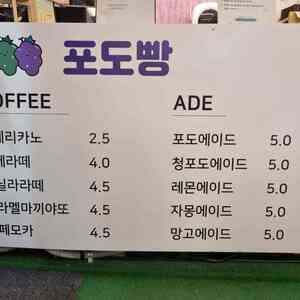 포도빵
OFFEE
ADE
메리카노 2.5
포도에이드 5.0
페라떼 4.0
청포도에이드 5.0
닐라라떼 4.5
레몬에이드 5.0
라멜마끼야또 4.5
자몽에이드 5.0
페모카 4.5
망고에이드 5.0